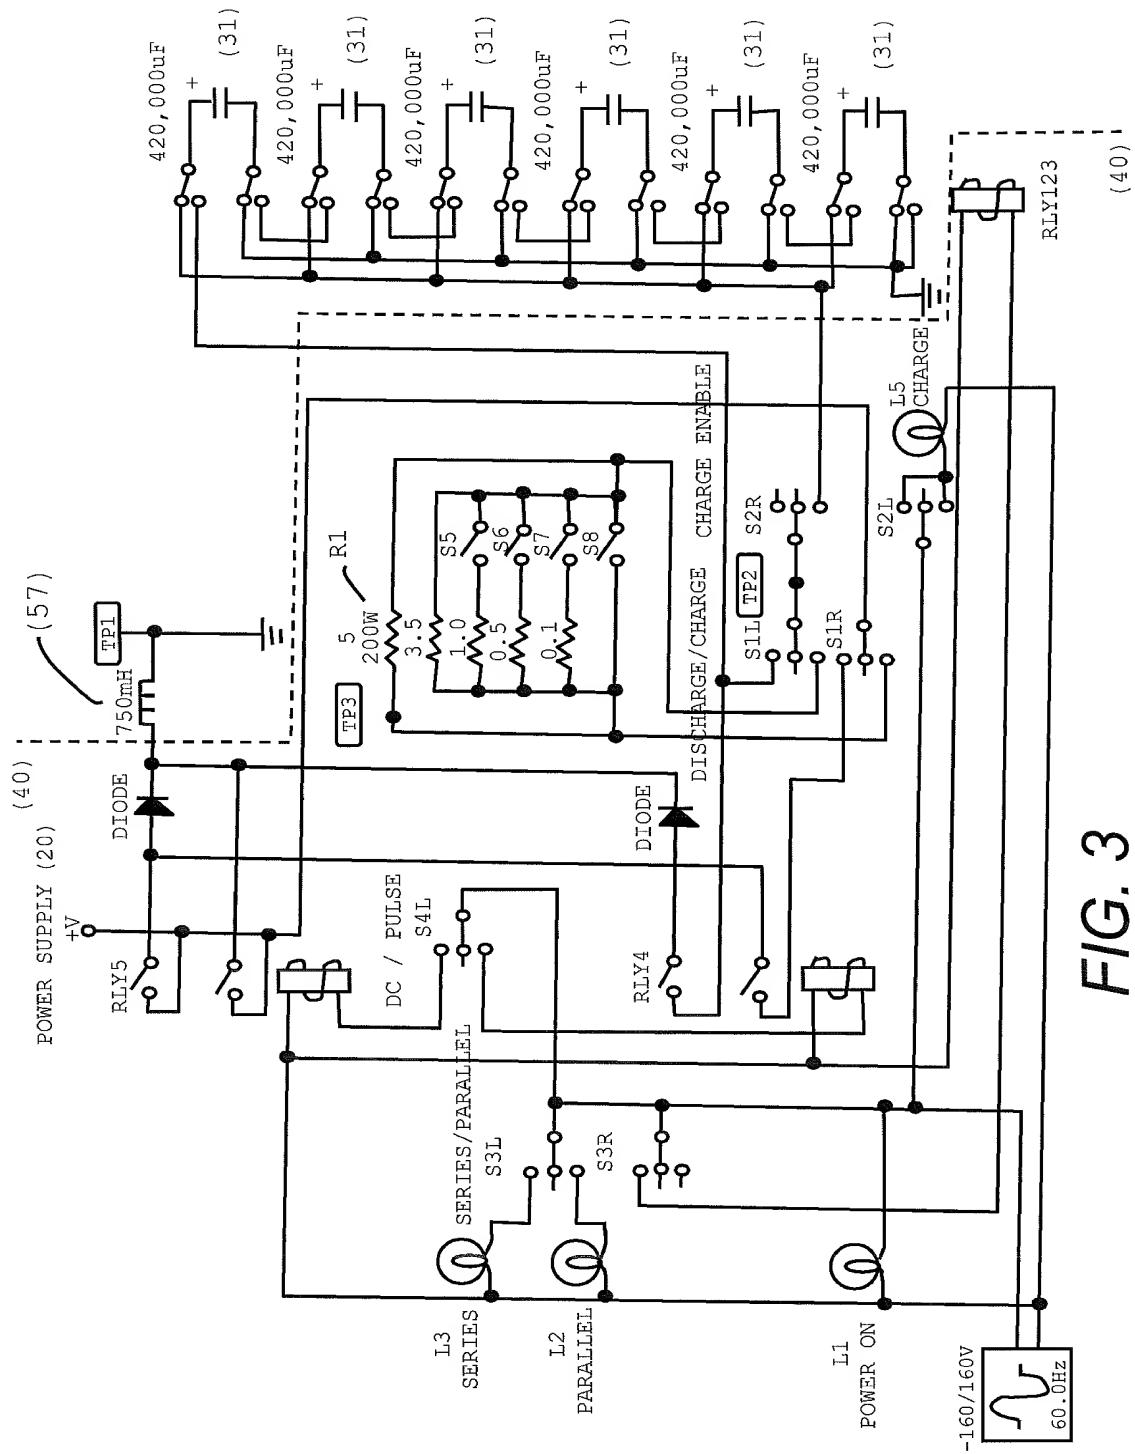 420,000uF
+
(31)
420,000uF
+
(31)
420,000uF
+
(31)
420,000uF
+
(31)
420,000uF
+
(31)
420,000uF
+
(31)
RLY123
(40)
(57)
TP1
750mH
(40)
DIODE
POWER SUPPLY (20)
+V
RLY5
R1
5
200W
3.5
1.0
0.5
0.1
S5
S6
S7
S8
TP3
DISCHARGE/CHARGE
CHARGE ENABLE
S1L
TP2
S2R
S1R
S2L
L5
CHARGE
DIODE
DC / PULSE
S4L
RLY4
SERIES/PARALLEL
S3L
S3R
L3
SERIES
L2
PARALLEL
L1
POWER ON
-160/160V
60.0Hz
FIG. 3